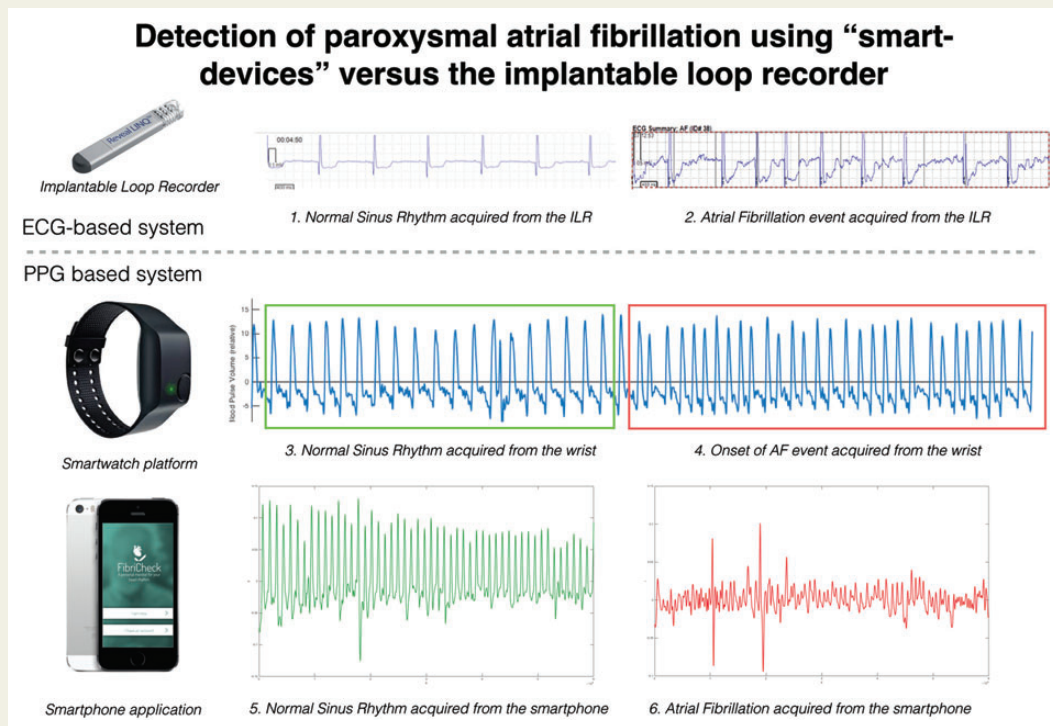 Detection of paroxysmal atrial fibrillation using “smart-
devices” versus the implantable loop recorder
Reveal LINQ™
Implantable Loop Recorder
ECG-based system
00:04:50
1. Normal Sinus Rhythm acquired from the ILR
ECG Summary: AF (ID# 38)
2. Atrial Fibrillation event acquired from the ILR
PPG based system
Smartwatch platform
Blood Pulse Volume (relative)
15
10
5
0
-5
3. Normal Sinus Rhythm acquired from the wrist
4. Onset of AF event acquired from the wrist
FibriCheck
Smartphone application
5. Normal Sinus Rhythm acquired from the smartphone
6. Atrial Fibrillation acquired from the smartphone